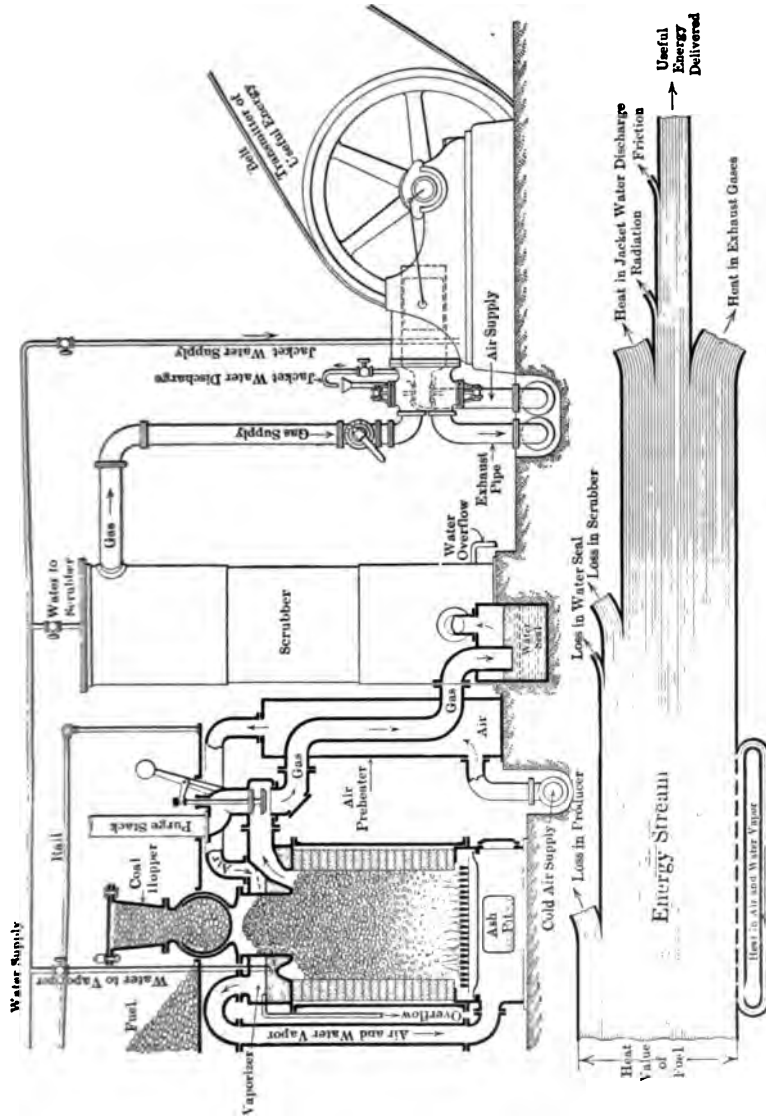 Water Supply
Rail
Fuel
Water to Vaporizer
Coal
Hopper
Vaporizer
Air and Water Vapor
Overflow
Air
Purge Stack
Ash
Pit
Air
Preheater
Gas
Cold Air Supply
Air
Gas
Water
Seal
Water to
Scrubber
Scrubber
Gas
Water
Overflow
Gas Supply
Exhaust
Pipe
Air Supply
Jacket Water Discharge
Jacket Water Supply
Belt
Transmitter of
Useful Energy
Heat
Value
of
Fuel
Loss in Producer
Energy Stream
Heat in Air and Water Vapor
Loss in Water Seal
Loss in Scrubber
Heat in Jacket Water Discharge
Radiation
Friction
Heat in Exhaust Gases
Useful
Energy
Delivered